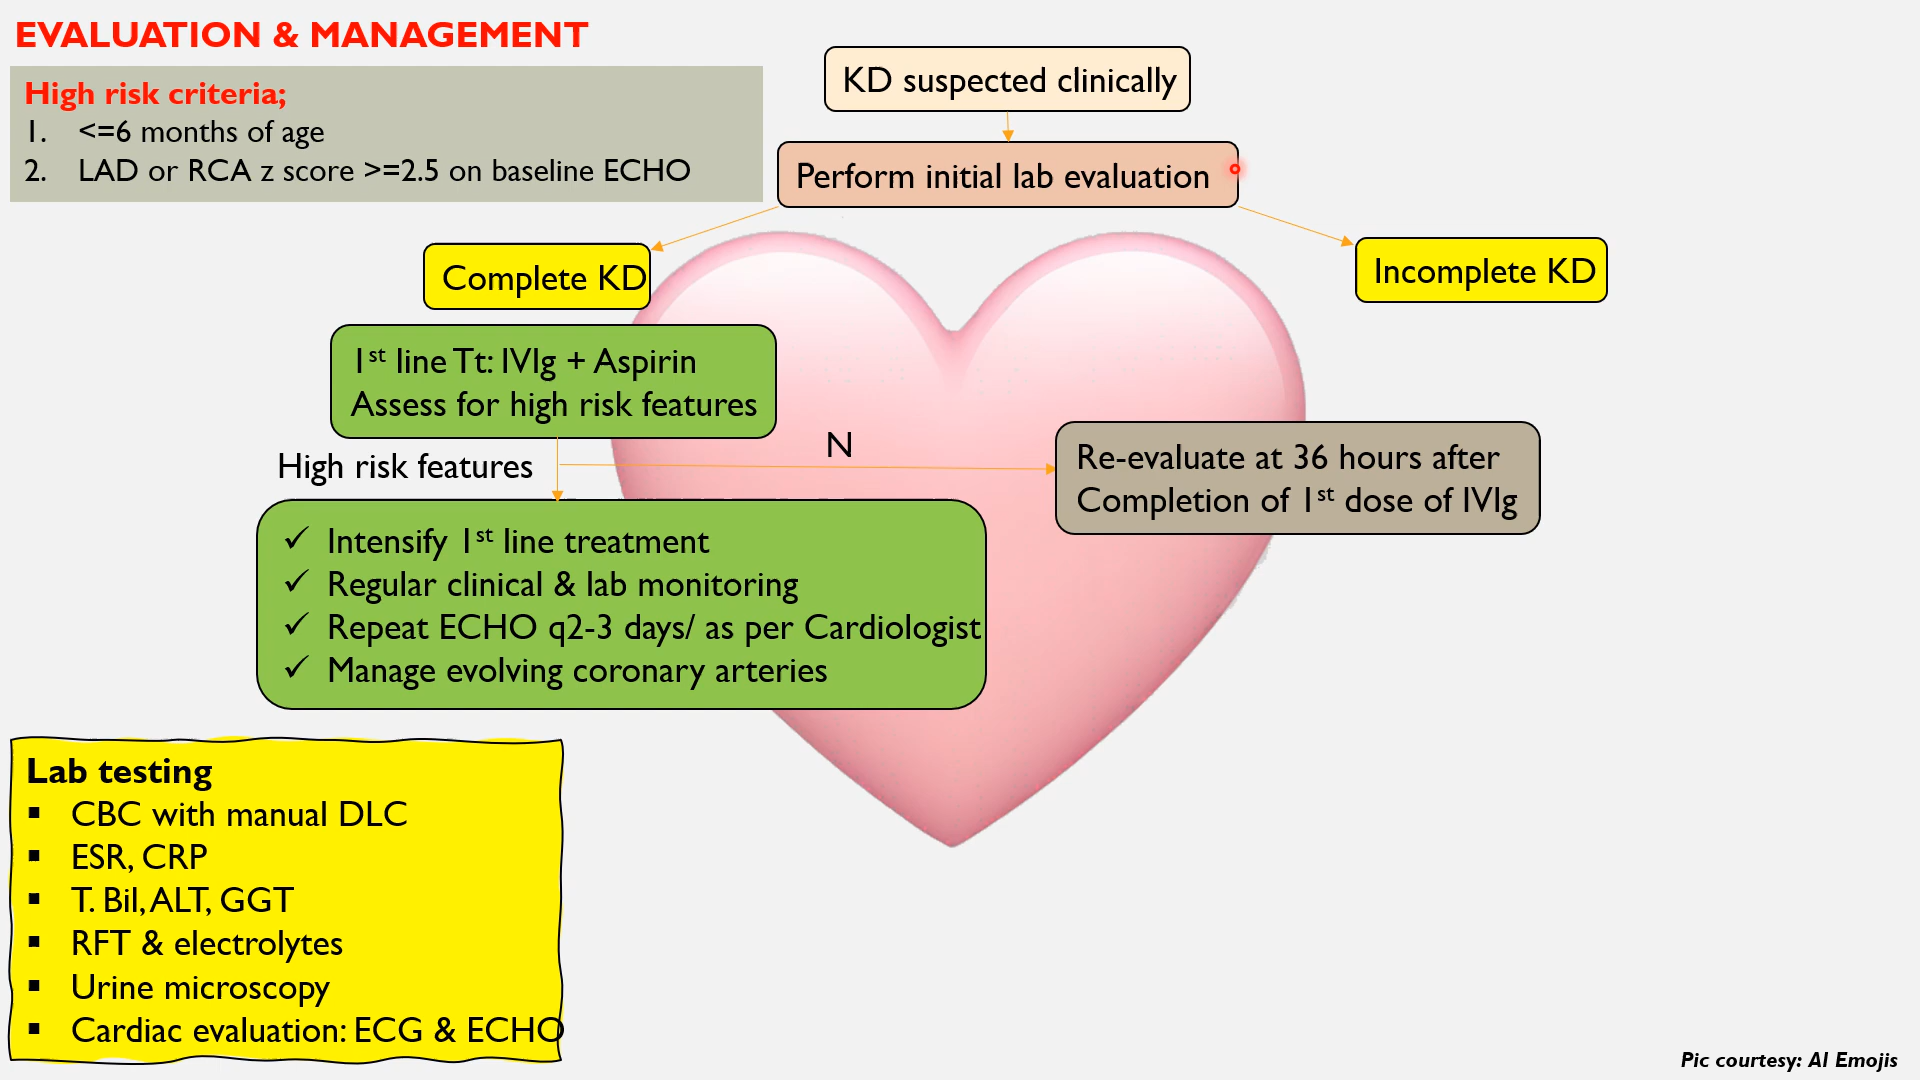 EVALUATION & MANAGEMENT
High risk criteria;
1. <=6 months of age
2. LAD or RCA z score >=2.5 on baseline ECHO
KD suspected clinically
Perform initial lab evaluation
Complete KD
Incomplete KD
1st line Tt: IVIg + Aspirin
Assess for high risk features
High risk features
N
Re-evaluate at 36 hours after
Completion of 1st dose of IVIg
✓ Intensify 1st line treatment
✓ Regular clinical & lab monitoring
✓ Repeat ECHO q2-3 days/ as per Cardiologist
✓ Manage evolving coronary arteries
Lab testing
▪ CBC with manual DLC
▪ ESR, CRP
▪ T. Bil, ALT, GGT
▪ RFT & electrolytes
▪ Urine microscopy
▪ Cardiac evaluation: ECG & ECHO
Pic courtesy: AI Emojis